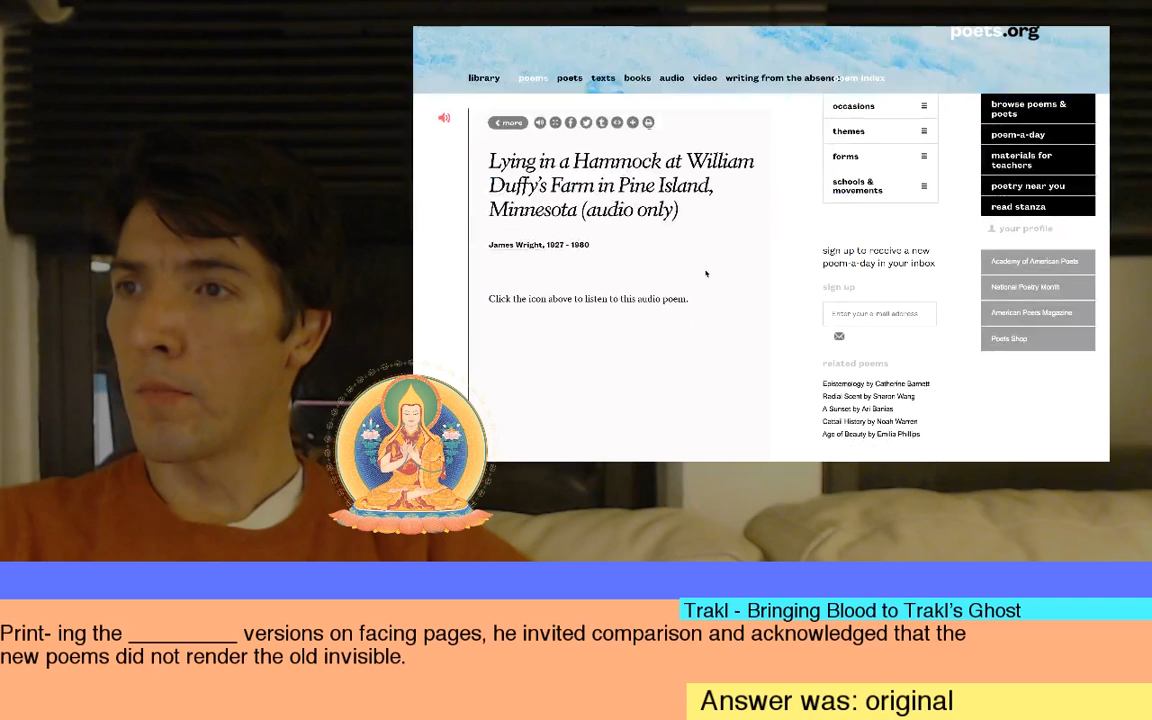 poets.org
library poems poets texts books audio video writing from the absence poem index
occasions
themes
forms
schools &
movements
browse poems &
poets
poem-a-day
materials for
teachers
poetry near you
read stanza
your profile
Academy of American Poets
National Poetry Month
American Poets Magazine
Poets Shop
more
Lying in a Hammock at William
Duffy's Farm in Pine Island,
Minnesota (audio only)
James Wright, 1927 - 1980
Click the icon above to listen to this audio poem.
sign up to receive a new
poem-a-day in your inbox
sign up
Enter your e-mail address
related poems
Epistemology by Catherine Barnett
Radial Scent by Sharon Wang
A Sunset by Ari Banias
Cattail History by Noah Warren
Age of Beauty by Emilia Phillips
Trakl - Bringing Blood to Trakl's Ghost
Print- ing the _________ versions on facing pages, he invited comparison and acknowledged that the
new poems did not render the old invisible.
Answer was: original